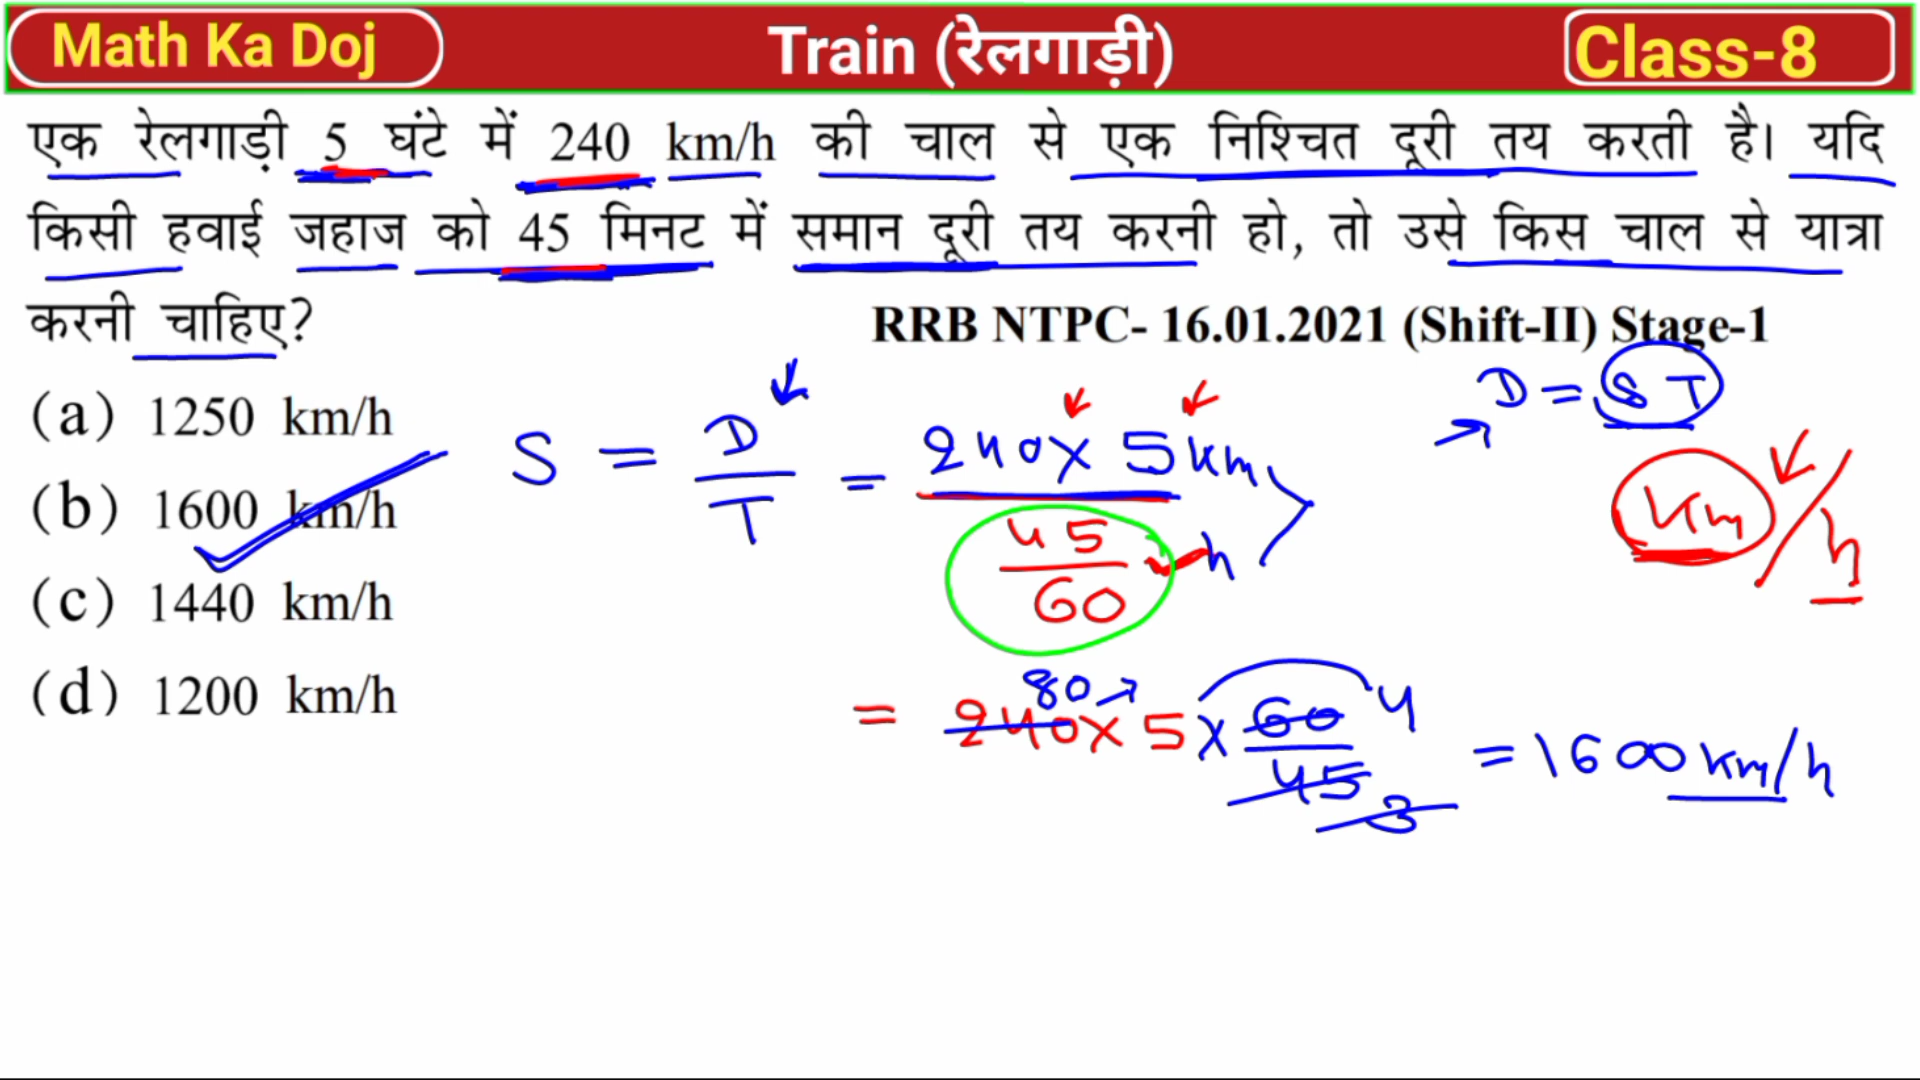 Math Ka Doj
Train (रेलगाड़ी)
Class-8
एक रेलगाड़ी 5 घंटे में 240 km/h की चाल से एक निश्चित दूरी तय करती है। यदि
किसी हवाई जहाज को 45 मिनट में समान दूरी तय करनी हो, तो उसे किस चाल से यात्रा
करनी चाहिए?
RRB NTPC- 16.01.2021 (Shift-II) Stage-1
(a) 1250 km/h
(b) 1600 km/h
(c) 1440 km/h
(d) 1200 km/h
D = S T
S = D/T = 240 x 5 km
45/60 h
km/h
80
= 240 x 5 x 60/45 4 = 1600 km/h
3